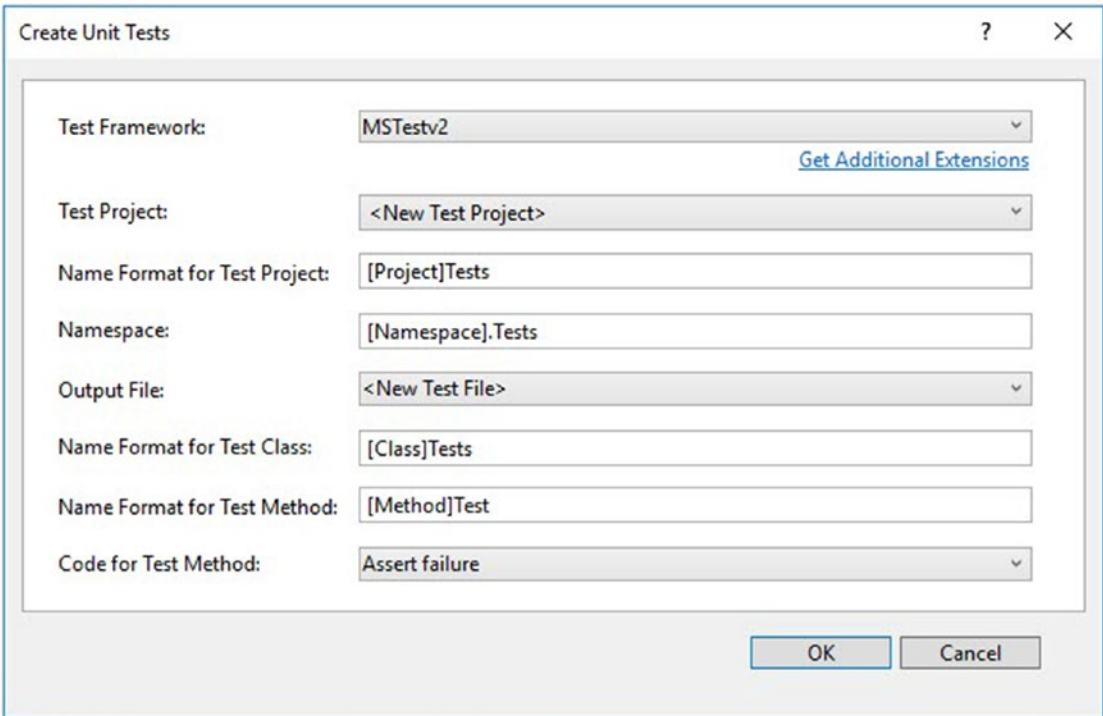 Create Unit Tests ?
Test Framework: MSTestv2
Get Additional Extensions
Test Project: <New Test Project>
Name Format for Test Project: [Project]Tests
Namespace: [Namespace].Tests
Output File: <New Test File>
Name Format for Test Class: [Class]Tests
Name Format for Test Method: [Method]Test
Code for Test Method: Assert failure
OK Cancel